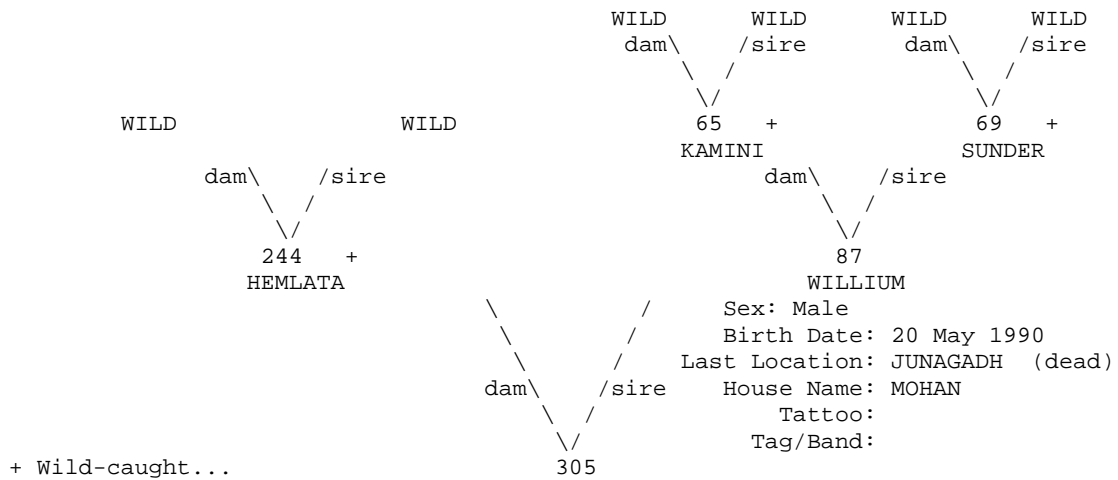 WILD WILD WILD WILD
dam\ /sire dam\ /sire
\ / \ /
\/ \/
WILD WILD 65 + 69 +
KAMINI SUNDER
dam\ /sire dam\ /sire
\ / \ /
\/ \/
244 + 87
HEMLATA WILLIUM
\ / Sex: Male
\ / Birth Date: 20 May 1990
\ / Last Location: JUNAGADH (dead)
dam\ /sire House Name: MOHAN
\ / Tattoo:
\/ Tag/Band:
+ Wild-caught... 305